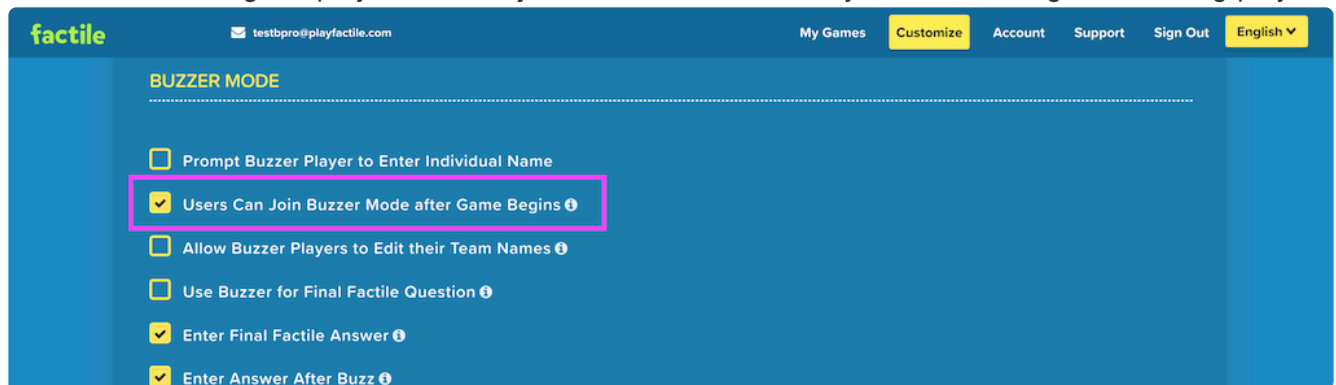 factile
testbpro@playfactile.com
My Games
Customize
Account
Support
Sign Out
English
BUZZER MODE
Prompt Buzzer Player to Enter Individual Name
Users Can Join Buzzer Mode after Game Begins
Allow Buzzer Players to Edit their Team Names
Use Buzzer for Final Factile Question
Enter Final Factile Answer
Enter Answer After Buzz